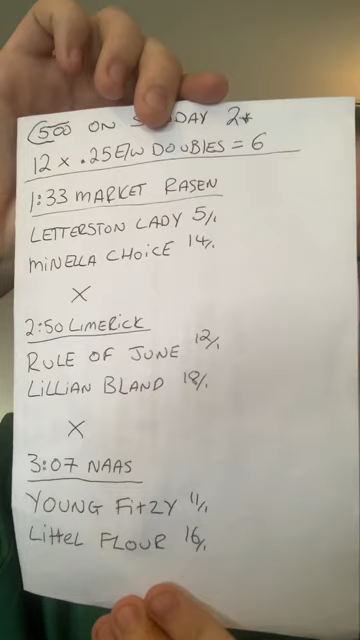 £500 ON SUNDAY 2*
12 x .25 E/W DOUBLES = 6
1:33 MARKET RASEN
LETTERSTON LADY 5/1
MINELLA CHOICE 14/1
X
2:50 LIMERICK
RULE OF JUNE 12/1
LILLIAN BLAND 18/1
X
3:07 NAAS
YOUNG FITZY 11/1
LITTEL FLOUR 16/1